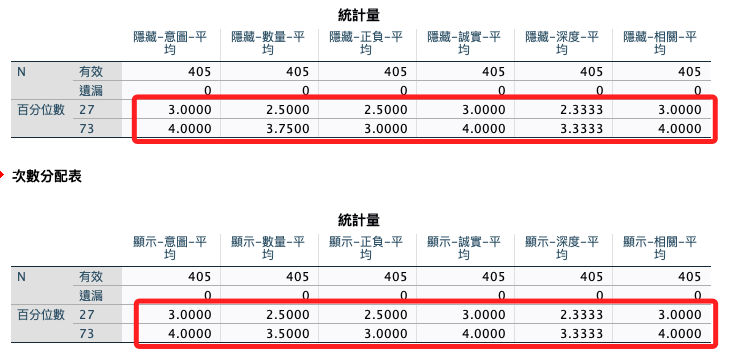 統計量
隱藏-意圖-平均 隱藏-數量-平均 隱藏-正負-平均 隱藏-誠實-平均 隱藏-深度-平均 隱藏-相關-平均
N 有效 405 405 405 405 405 405
遺漏 0 0 0 0 0 0
百分位數 27 3.0000 2.5000 2.5000 3.0000 2.3333 3.0000
73 4.0000 3.7500 3.0000 4.0000 3.3333 4.0000
次數分配表
統計量
顯示-意圖-平均 顯示-數量-平均 顯示-正負-平均 顯示-誠實-平均 顯示-深度-平均 顯示-相關-平均
N 有效 405 405 405 405 405 405
遺漏 0 0 0 0 0 0
百分位數 27 3.0000 2.5000 2.5000 3.0000 2.3333 3.0000
73 4.0000 3.5000 3.0000 4.0000 3.3333 4.0000